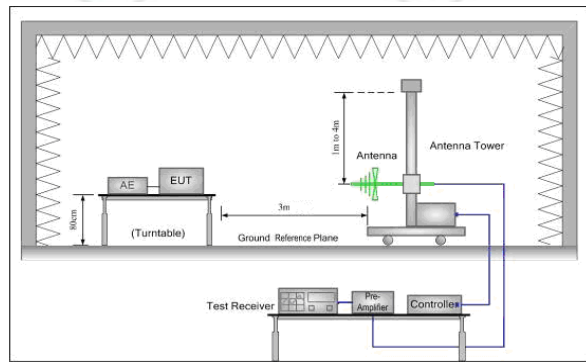 1m to 4m
Antenna
Antenna Tower
AE
EUT
80cm
(Turntable)
3m
Ground Reference Plane
Test Receiver
Pre-
Amplifier
Controller